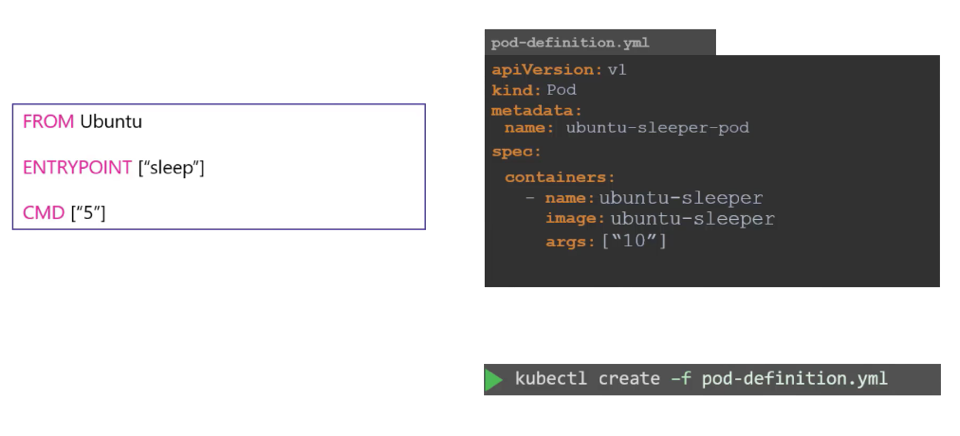 FROM Ubuntu
ENTRYPOINT [“sleep”]
CMD [“5”]
pod-definition.yml
apiVersion: v1
kind: Pod
metadata:
name: ubuntu-sleeper-pod
spec:
containers:
- name: ubuntu-sleeper
image: ubuntu-sleeper
args: [“10”]
kubectl create –f pod-definition.yml